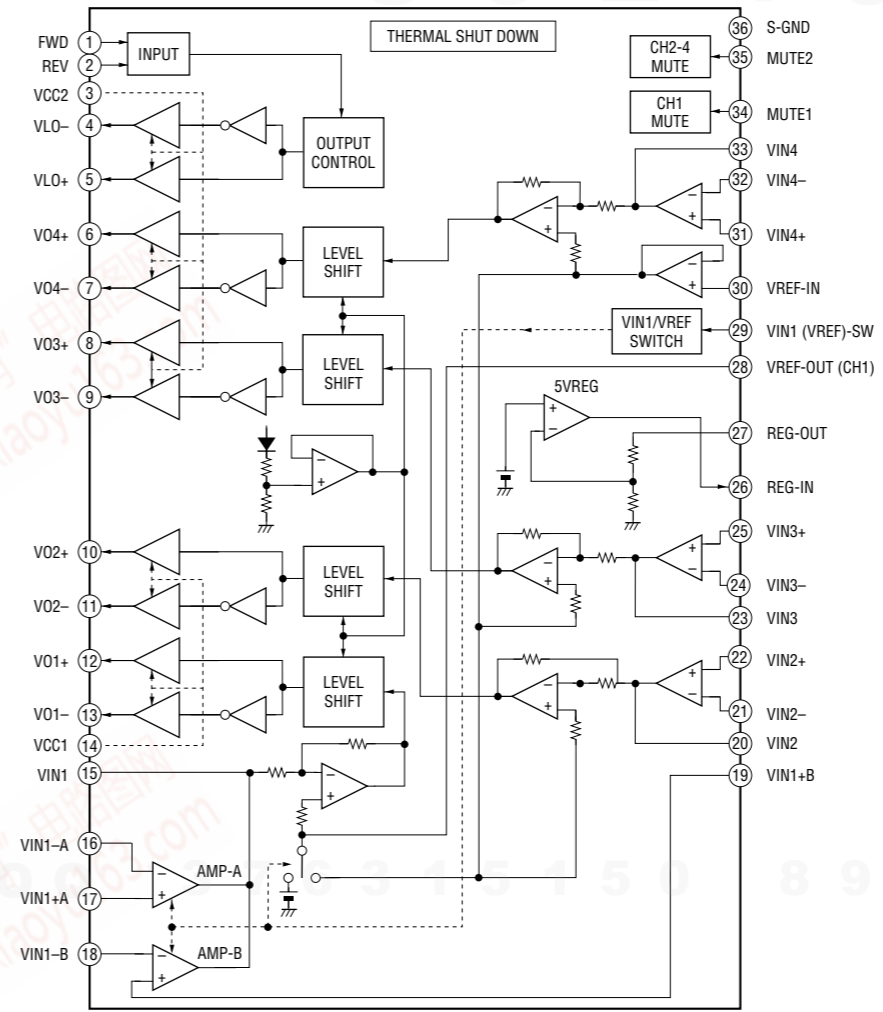 FWD 1
REV 2
VCC2 3
VLO– 4
VLO+ 5
VO4+ 6
VO4– 7
VO3+ 8
VO3– 9
VO2+ 10
VO2– 11
VO1+ 12
VO1– 13
VCC1 14
VIN1 15
VIN1–A 16
VIN1+A 17
VIN1–B 18
INPUT
THERMAL SHUT DOWN
CH2-4
MUTE
CH1
MUTE
OUTPUT
CONTROL
LEVEL
SHIFT
LEVEL
SHIFT
VIN1/VREF
SWITCH
5VREG
LEVEL
SHIFT
LEVEL
SHIFT
AMP-A
AMP-B
36 S-GND
35 MUTE2
34 MUTE1
33 VIN4
32 VIN4–
31 VIN4+
30 VREF-IN
29 VIN1 (VREF)-SW
28 VREF-OUT (CH1)
27 REG-OUT
26 REG-IN
25 VIN3+
24 VIN3–
23 VIN3
22 VIN2+
21 VIN2–
20 VIN2
19 VIN1+B